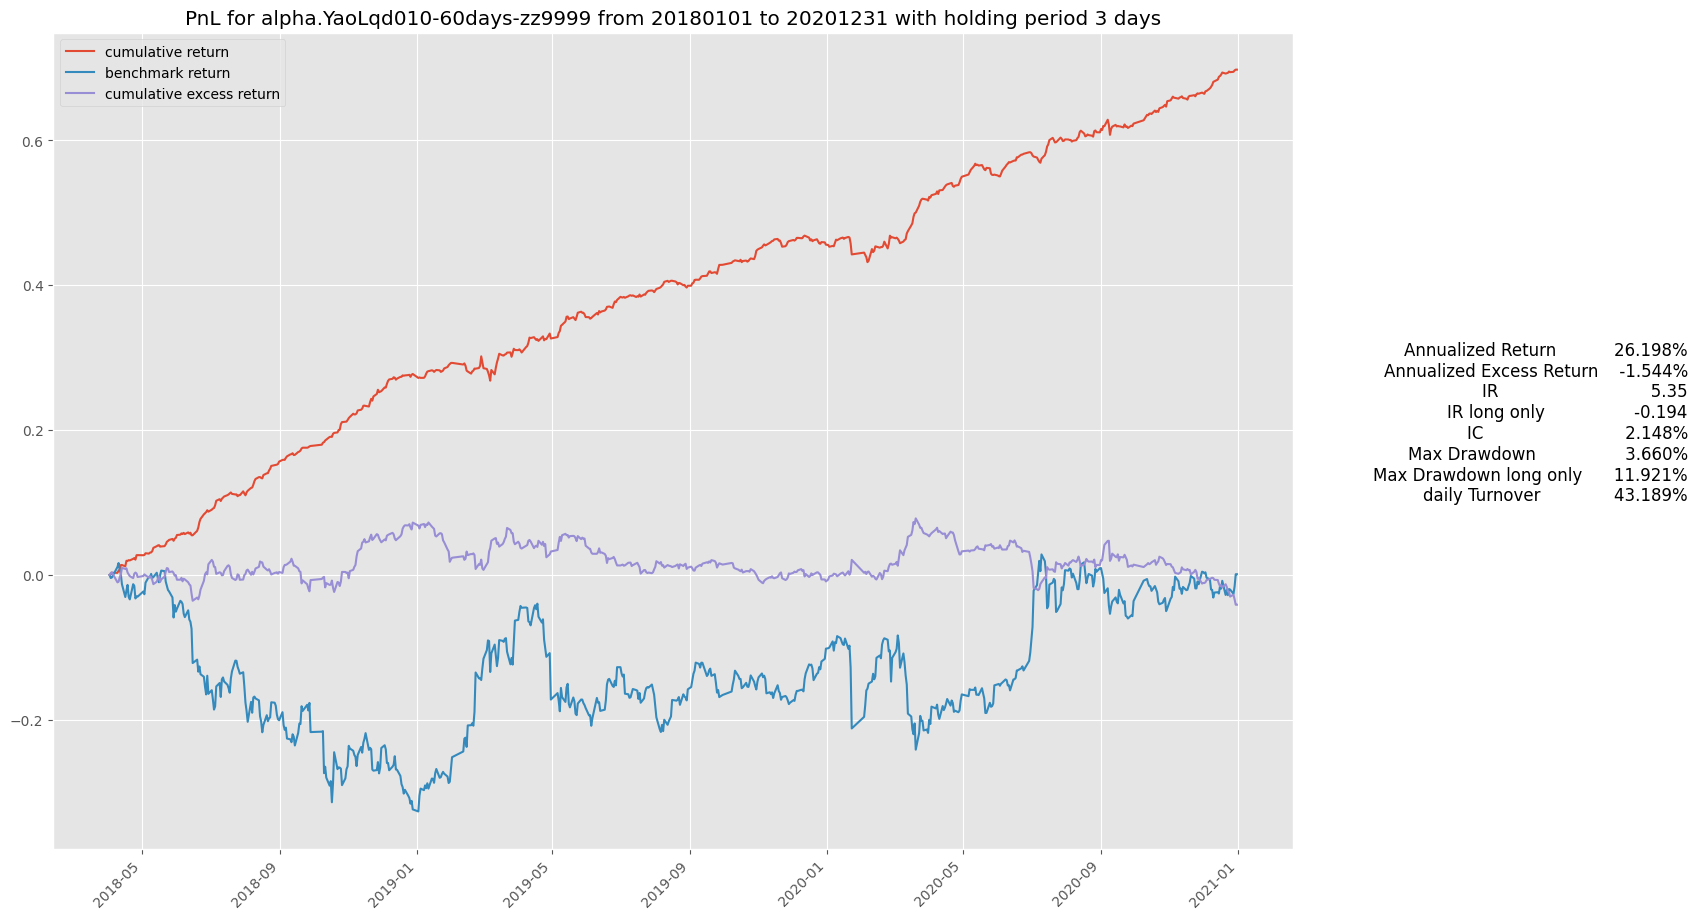 PnL for alpha.YaoLqd010-60days-zz9999 from 20180101 to 20201231 with holding period 3 days
cumulative return
benchmark return
cumulative excess return
0.6
0.4
0.2
0.0
−0.2
2018-05
2018-09
2019-01
2019-05
2019-09
2020-01
2020-05
2020-09
2021-01
Annualized Return 26.198%
Annualized Excess Return -1.544%
IR 5.35
IR long only -0.194
IC 2.148%
Max Drawdown 3.660%
Max Drawdown long only 11.921%
daily Turnover 43.189%